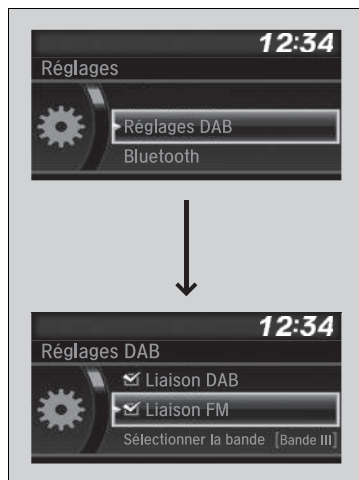 12:34
Réglages
Réglages DAB
Bluetooth
12:34
Réglages DAB
Liaison DAB
Liaison FM
Sélectionner la bande [Bande III]